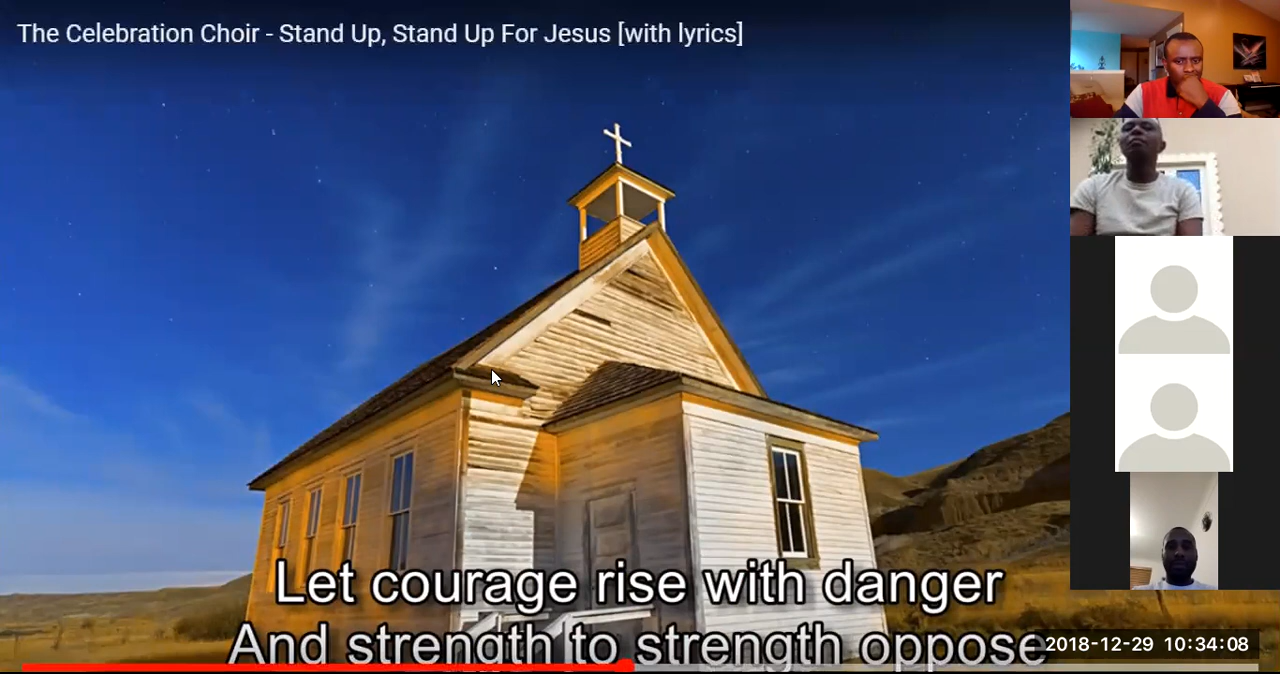 The Celebration Choir - Stand Up, Stand Up For Jesus [with lyrics]
Let courage rise with danger
And strength to strength oppose
2018-12-29 10:34:08